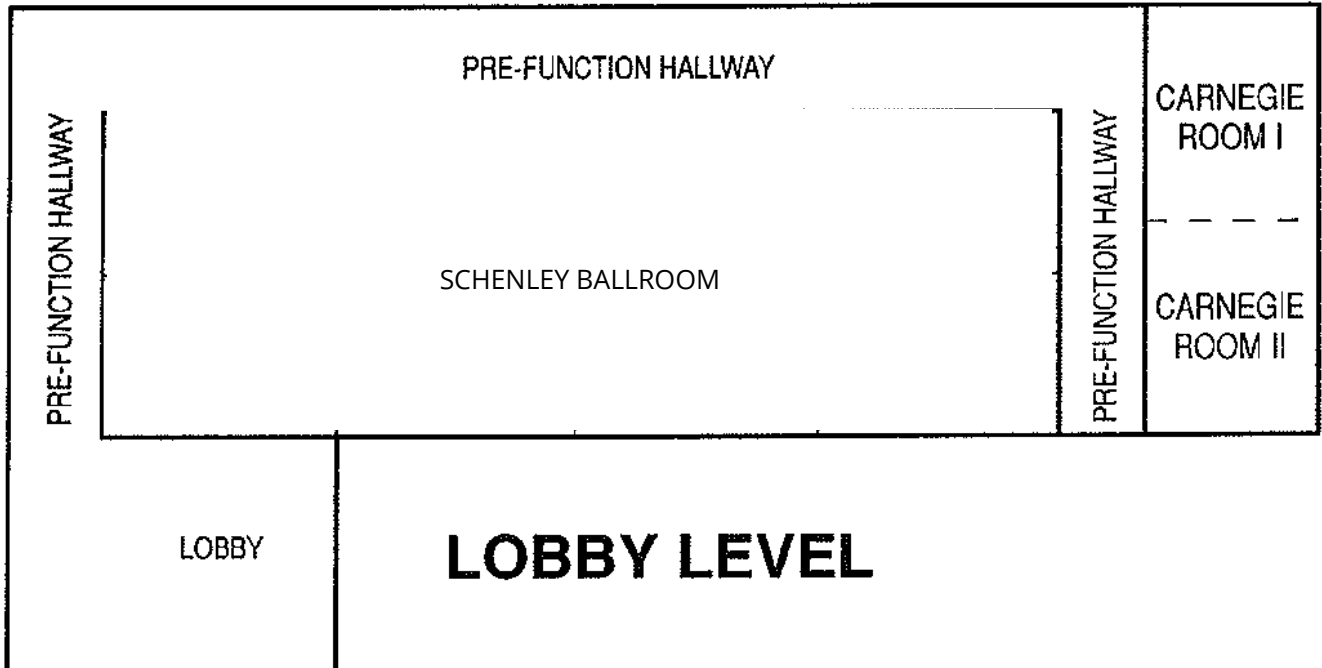 PRE-FUNCTION HALLWAY
CARNEGIE
ROOM I
PRE-FUNCTION HALLWAY
PRE-FUNCTION HALLWAY
SCHENLEY BALLROOM
CARNEGIE
ROOM II
LOBBY
LOBBY LEVEL